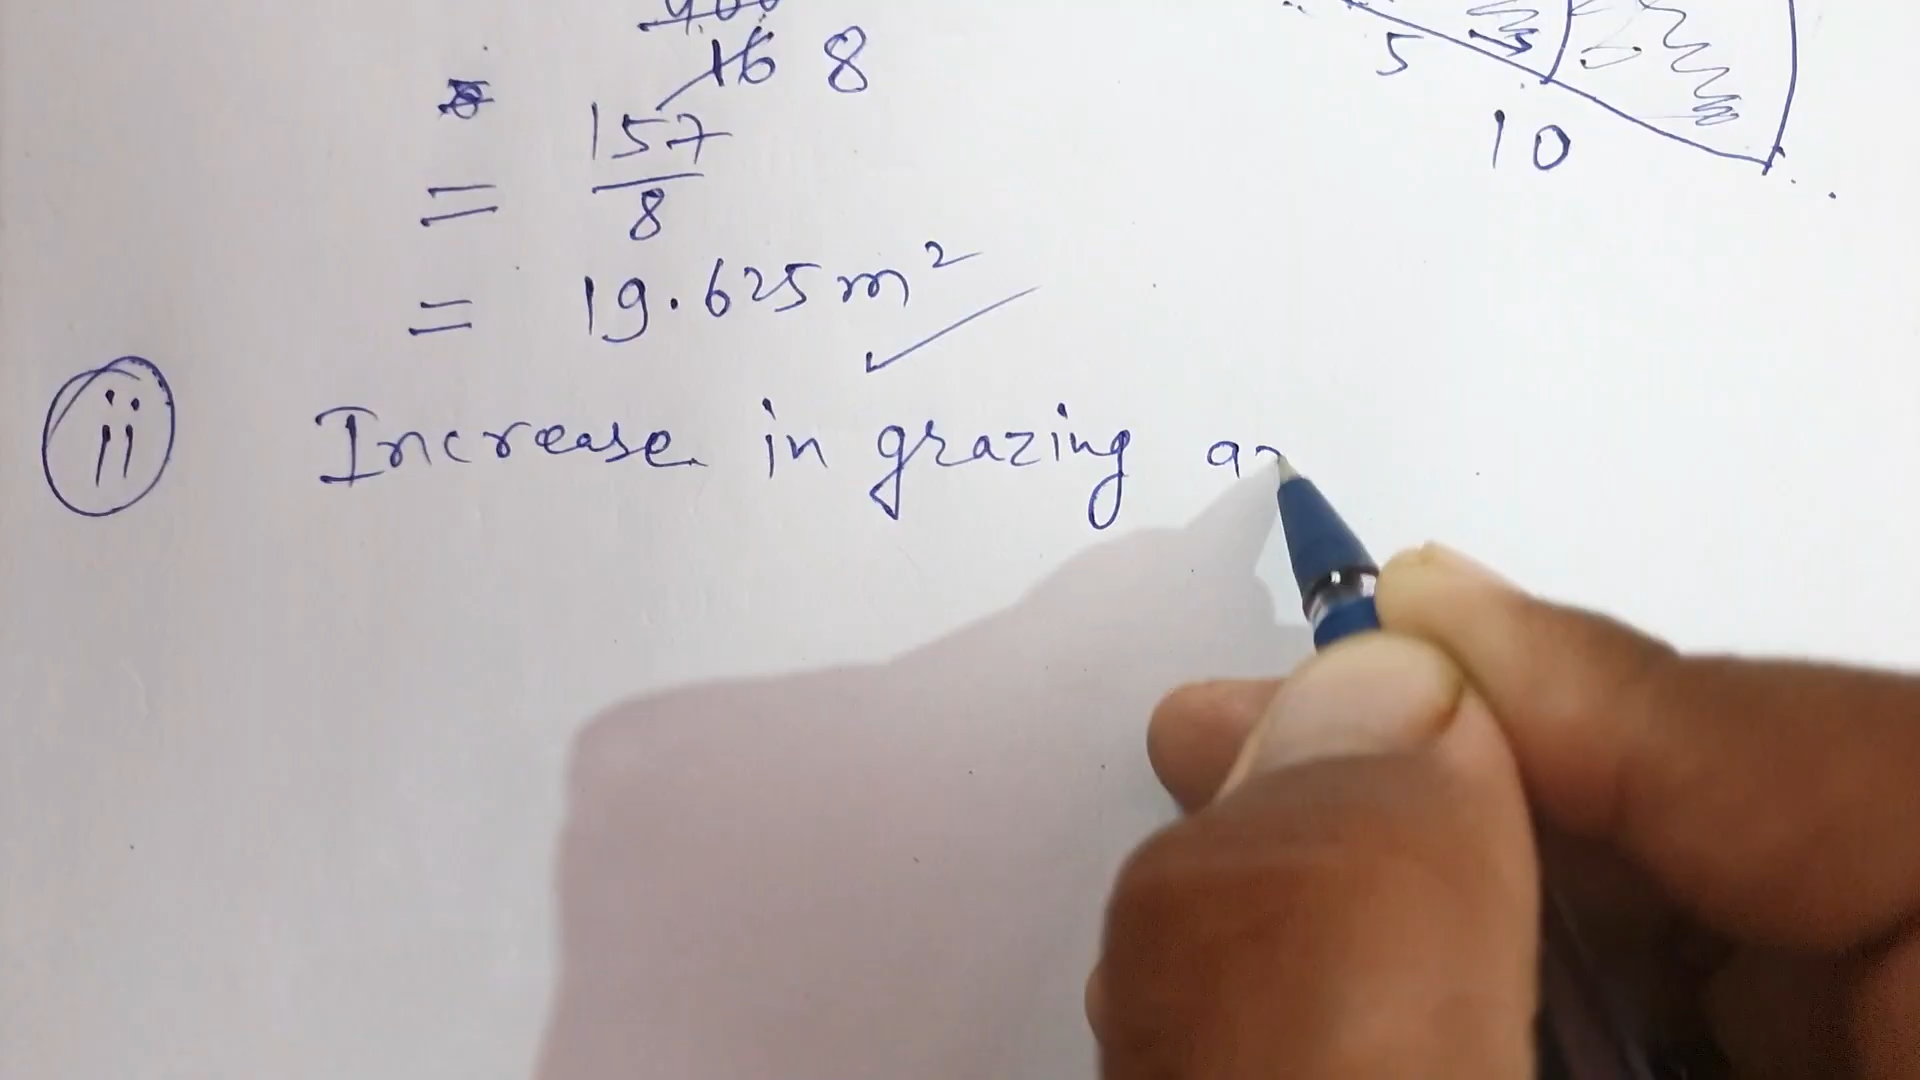 16 8
157
= 8
= 19.625 m²
ii Increase in grazing
5
10